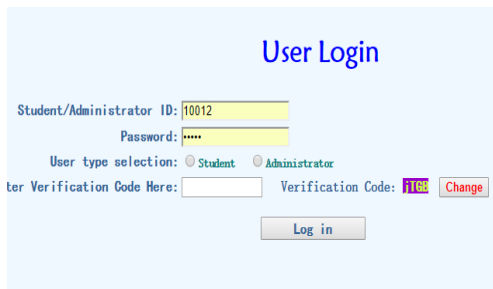 User Login
Student/Administrator ID: 10012
Password: •••••
User type selection: Student Administrator
ter Verification Code Here: Verification Code: jTGB Change
Log in